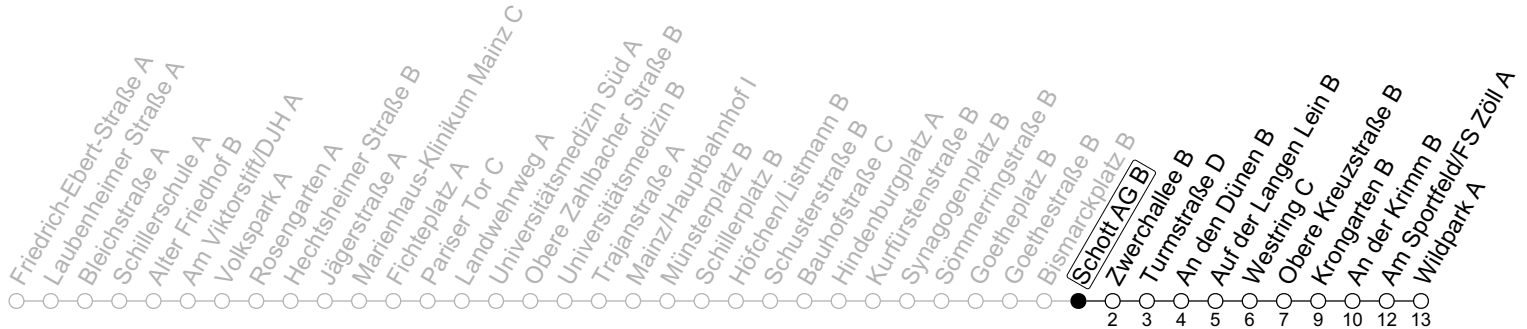 Friedrich-Ebert-Straße A
Laubenheimer Straße A
Bleichstraße A
Schillerschule A
Alter Friedhof B
Am Viktorstift/DJH A
Volkspark A
Rosengarten A
Hechtsheimer Straße B
Jägerstraße A
Marienhaus-Klinikum Mainz C
Fichteplatz A
Pariser Tor C
Landwehrweg A
Universitätsmedizin Süd A
Obere Zahlbacher Straße B
Universitätsmedizin B
Trajanstraße A
Mainz/Hauptbahnhof I
Münsterplatz B
Schillerplatz B
Höfchen/Listmann B
Schusterstraße B
Bauhofstraße C
Hindenburgplatz A
Kurfürstenstraße B
Synagogenplatz B
Sömmerringstraße B
Goetheplatz B
Goethestraße B
Bismarckplatz B
Schott AG B
Zwerchallee B
Turmstraße D
An den Dünen B
Auf der Langen Lein B
Westring C
Obere Kreuzstraße B
Krongarten B
An der Krimm B
Am Sportfeld/FS Zöll A
Wildpark A
2 3 4 5 6 7 9 10 12 13